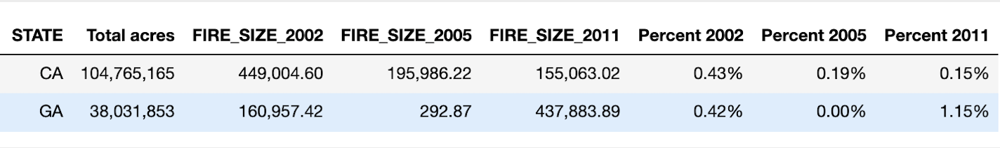 STATE Total acres FIRE_SIZE_2002 FIRE_SIZE_2005 FIRE_SIZE_2011 Percent 2002 Percent 2005 Percent 2011
CA 104,765,165 449,004.60 195,986.22 155,063.02 0.43% 0.19% 0.15%
GA 38,031,853 160,957.42 292.87 437,883.89 0.42% 0.00% 1.15%